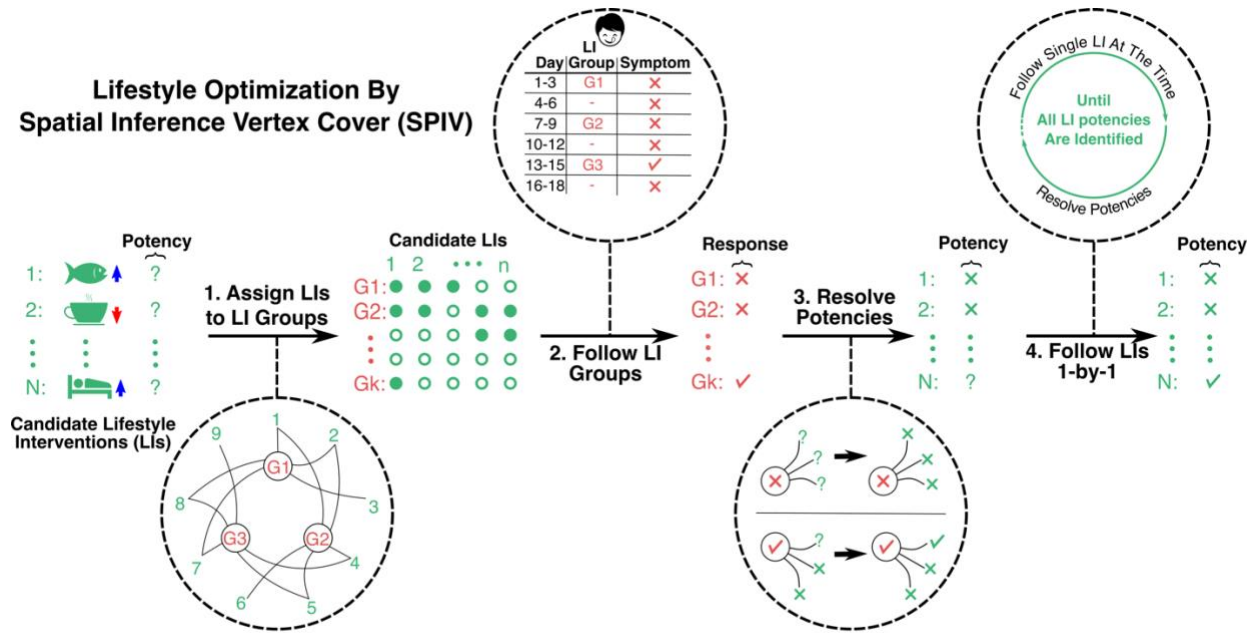 Lifestyle Optimization By
Spatial Inference Vertex Cover (SPIV)
LI
Day Group Symptom
1-3 G1 ×
4-6 - ×
7-9 G2 ×
10-12 - ×
13-15 G3 ✓
16-18 - ×
Follow Single LI At The Time
Until
All LI potencies
Are Identified
Resolve Potencies
Potency
1: ?
2: ?
N: ?
Candidate Lifestyle
Interventions (LIs)
1. Assign LIs
to LI Groups
Candidate LIs
1 2 ... n
G1:
G2:
Gk:
2. Follow LI
Groups
Response
G1: ×
G2: ×
Gk: ✓
3. Resolve
Potencies
Potency
1: ×
2: ×
N: ?
4. Follow LIs
1-by-1
Potency
1: ×
2: ×
N: ✓
1
2
3
4
5
6
7
8
9
G1
G2
G3
× ? ? ? × × × ×
✓ ? × × ✓ ✓ × ×